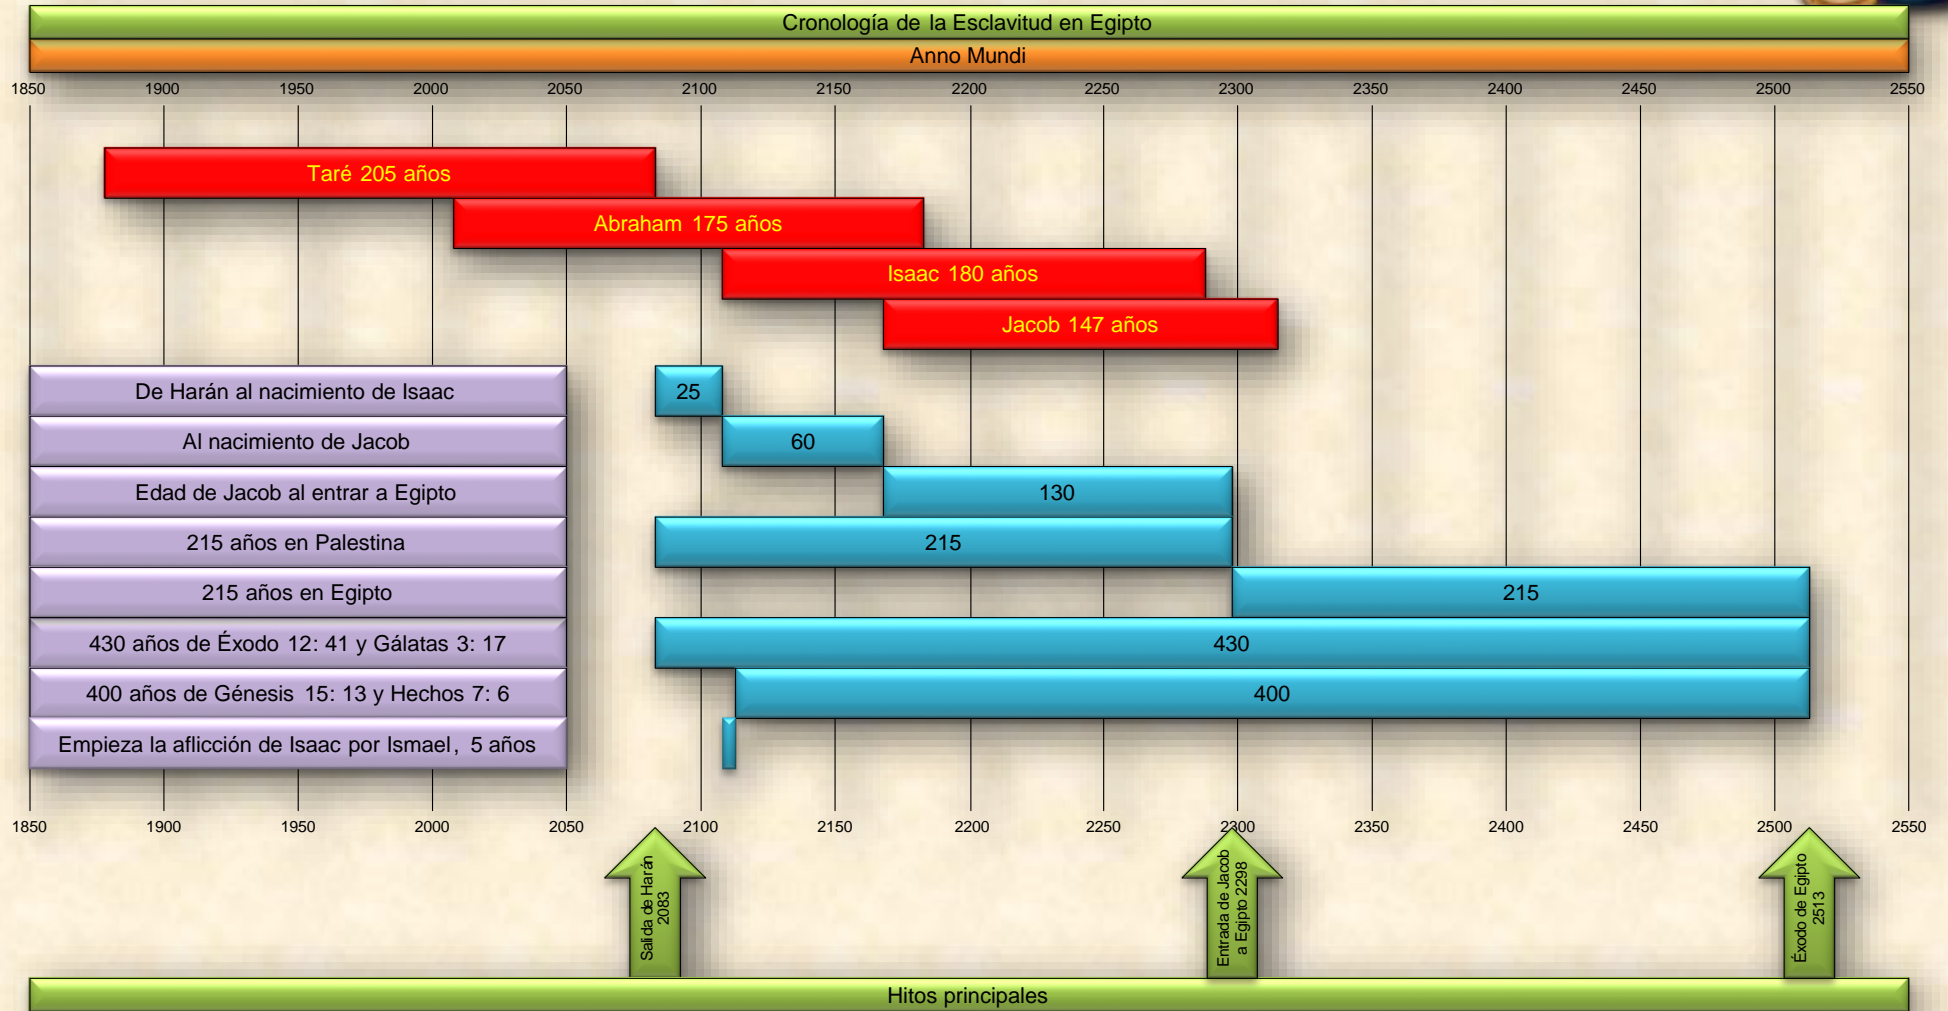 Cronología de la Esclavitud en Egipto
Anno Mundi
1850 1900 1950 2000 2050 2100 2150 2200 2250 2300 2350 2400 2450 2500 2550
Taré 205 años
Abraham 175 años
Isaac 180 años
Jacob 147 años
De Harán al nacimiento de Isaac 25
Al nacimiento de Jacob 60
Edad de Jacob al entrar a Egipto 130
215 años en Palestina 215
215 años en Egipto 215
430 años de Éxodo 12: 41 y Gálatas 3: 17 430
400 años de Génesis 15: 13 y Hechos 7: 6 400
Empieza la aflicción de Isaac por Ismael, 5 años
1850 1900 1950 2000 2050 2100 2150 2200 2250 2300 2350 2400 2450 2500 2550
Salida de Harán
2083
Entrada de Jacob
a Egipto 2298
Éxodo de Egipto
2513
Hitos principales